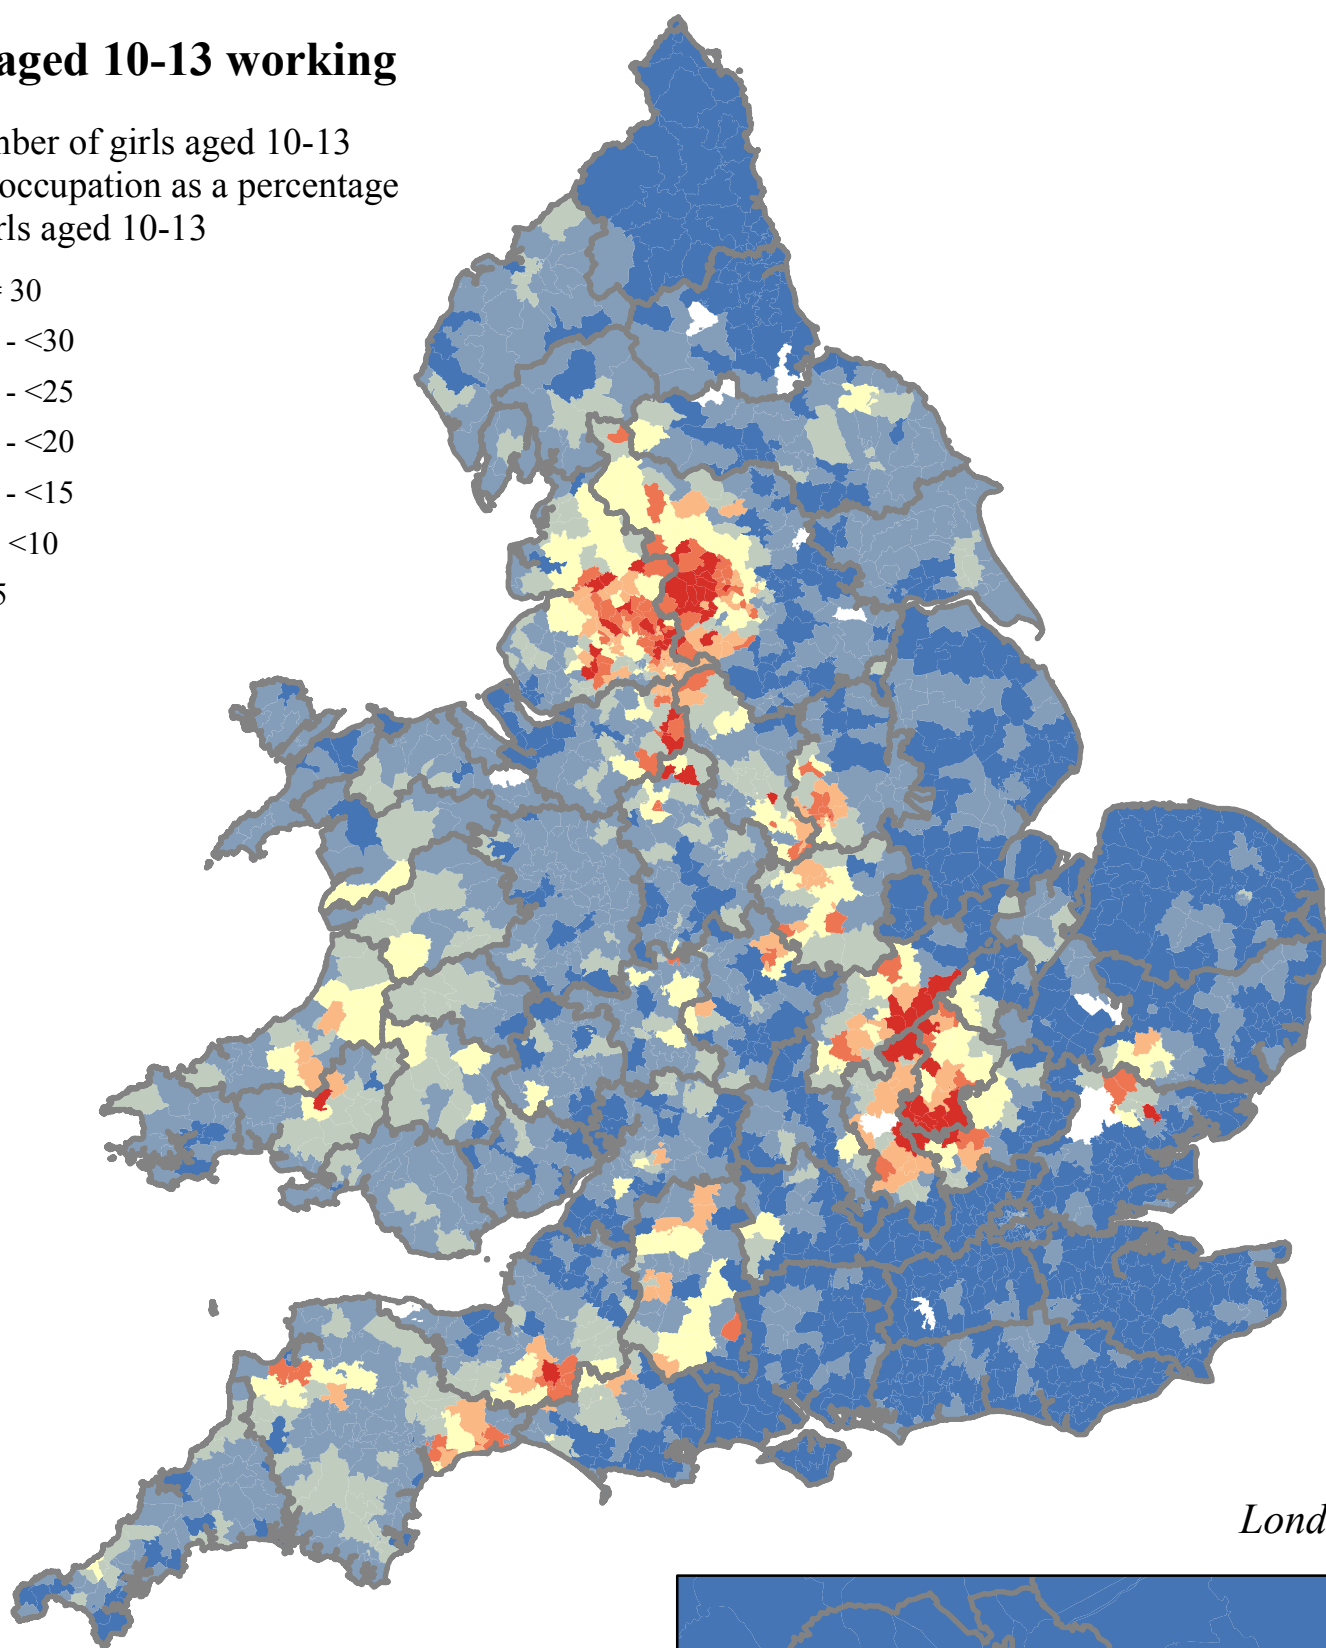 aged 10-13 working
nber of girls aged 10-13
occupation as a percentage
rls aged 10-13
= 30
- <30
- <25
- <20
- <15
<10
5
Lond